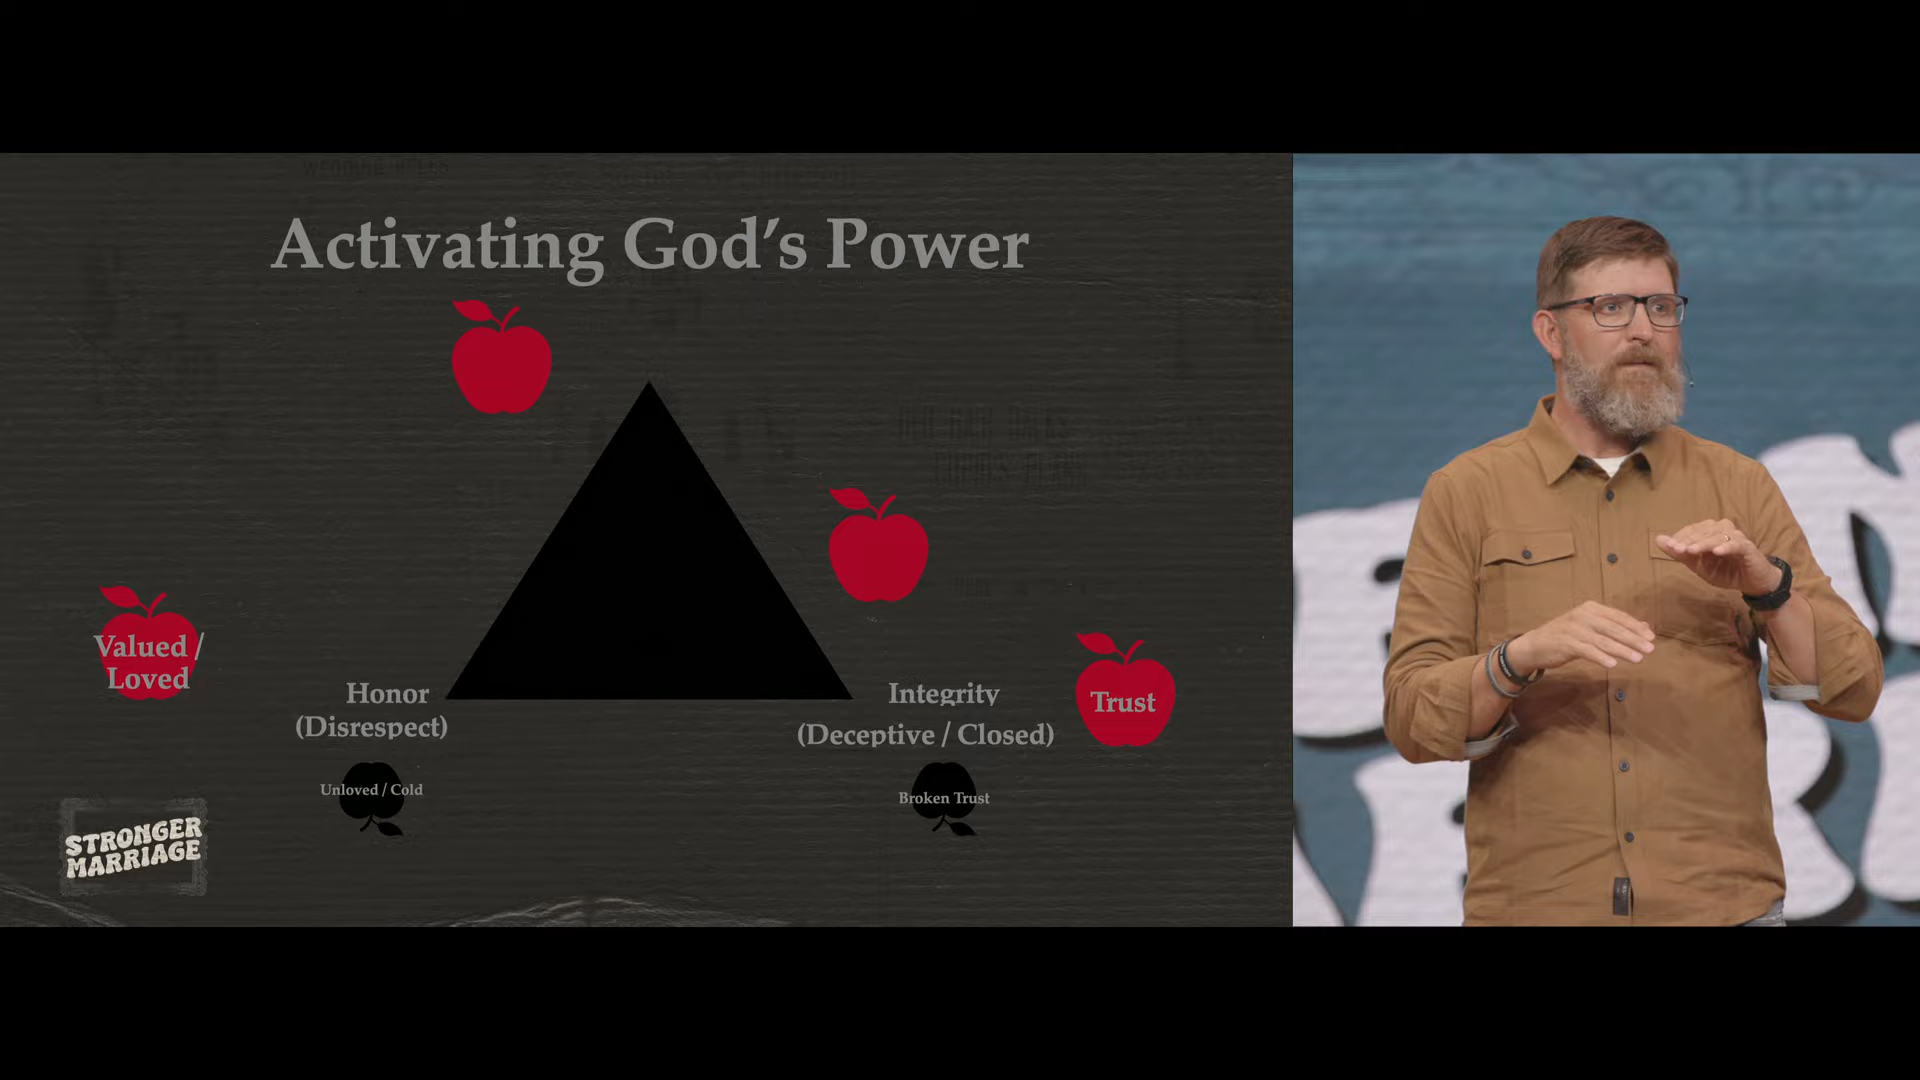 Activating God's Power
Valued /
Loved
Honor
(Disrespect)
Unloved / Cold
Integrity
(Deceptive / Closed)
Trust
Broken Trust
STRONGER
MARRIAGE